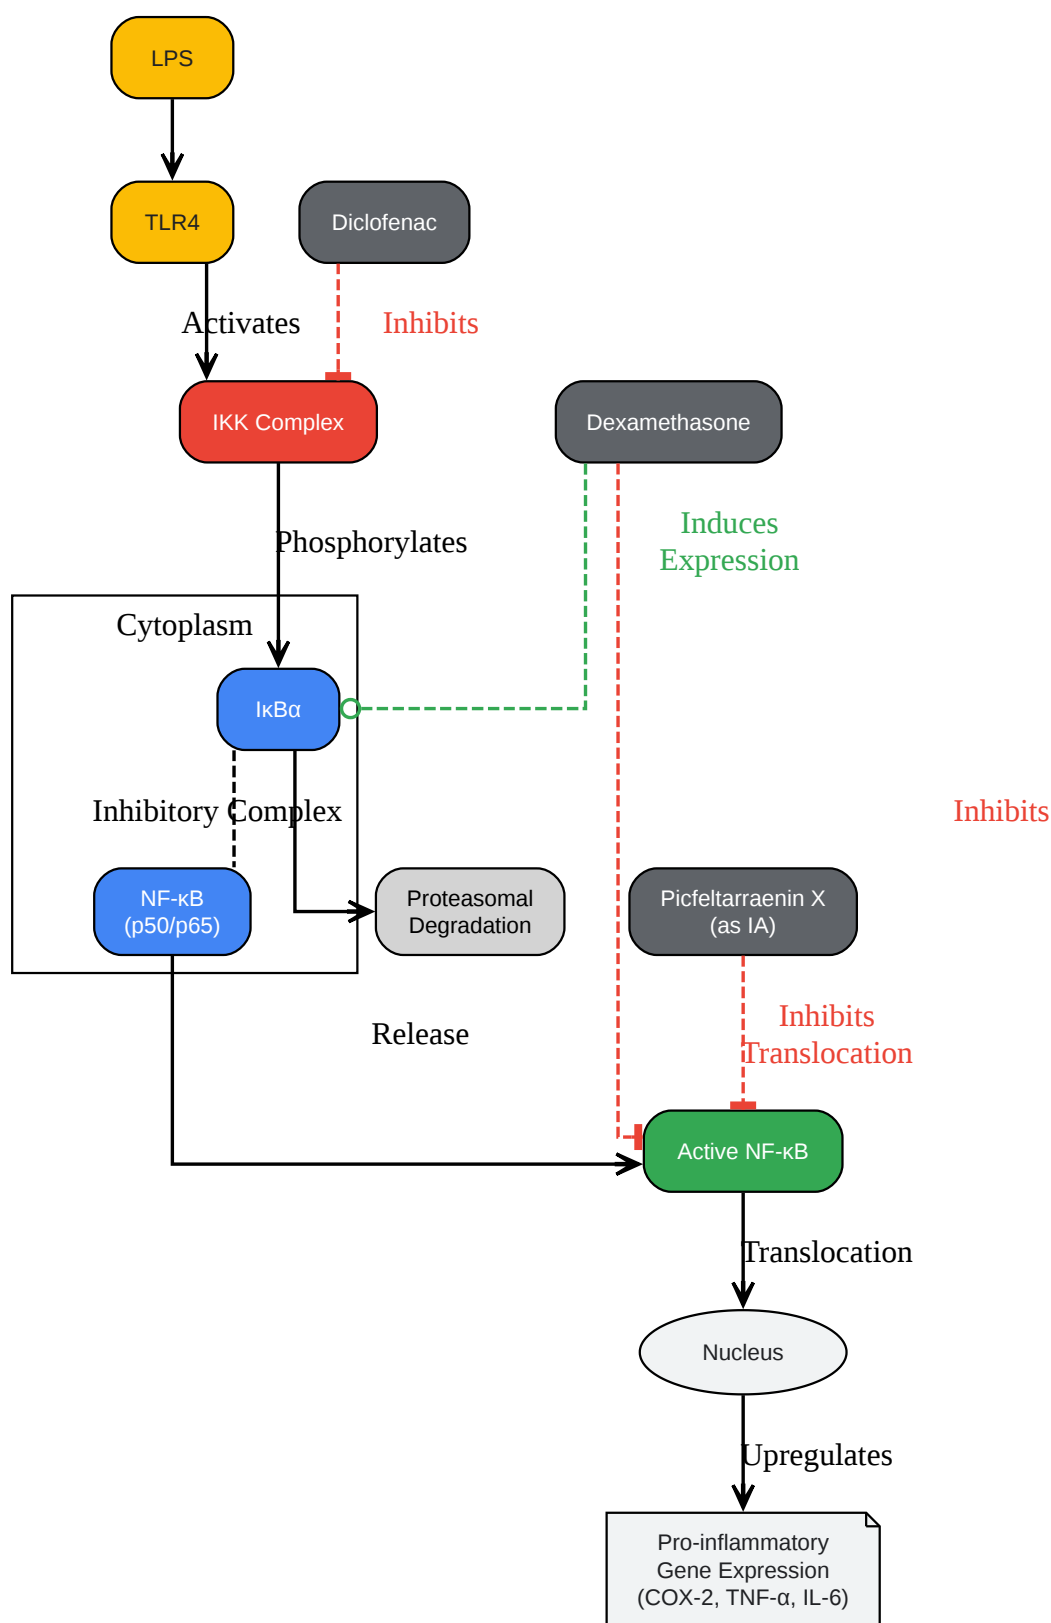 LPS
TLR4
Diclofenac
Activates
Inhibits
IKK Complex
Dexamethasone
Phosphorylates
Induces
Expression
Cytoplasm
IκBα
Inhibitory Complex
Inhibits
NF-κB
(p50/p65)
Proteasomal
Degradation
Picfeltarraenin X
(as IA)
Release
Inhibits
Translocation
Active NF-κB
Translocation
Nucleus
Upregulates
Pro-inflammatory
Gene Expression
(COX-2, TNF-α, IL-6)